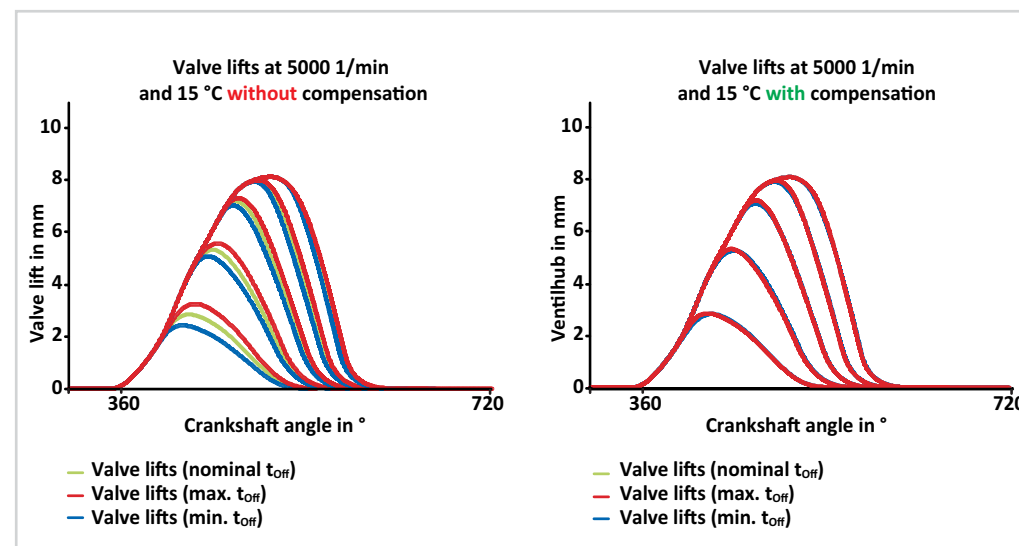 Valve lifts at 5000 1/min
and 15 °C without compensation
10
8
6
4
2
0
Valve lift in mm
360
720
Crankshaft angle in °
Valve lifts (nominal tOff)
Valve lifts (max. tOff)
Valve lifts (min. tOff)
Valve lifts at 5000 1/min
and 15 °C with compensation
10
8
6
4
2
0
Ventilhub in mm
360
720
Crankshaft angle in °
Valve lifts (nominal tOff)
Valve lifts (max. tOff)
Valve lifts (min. tOff)